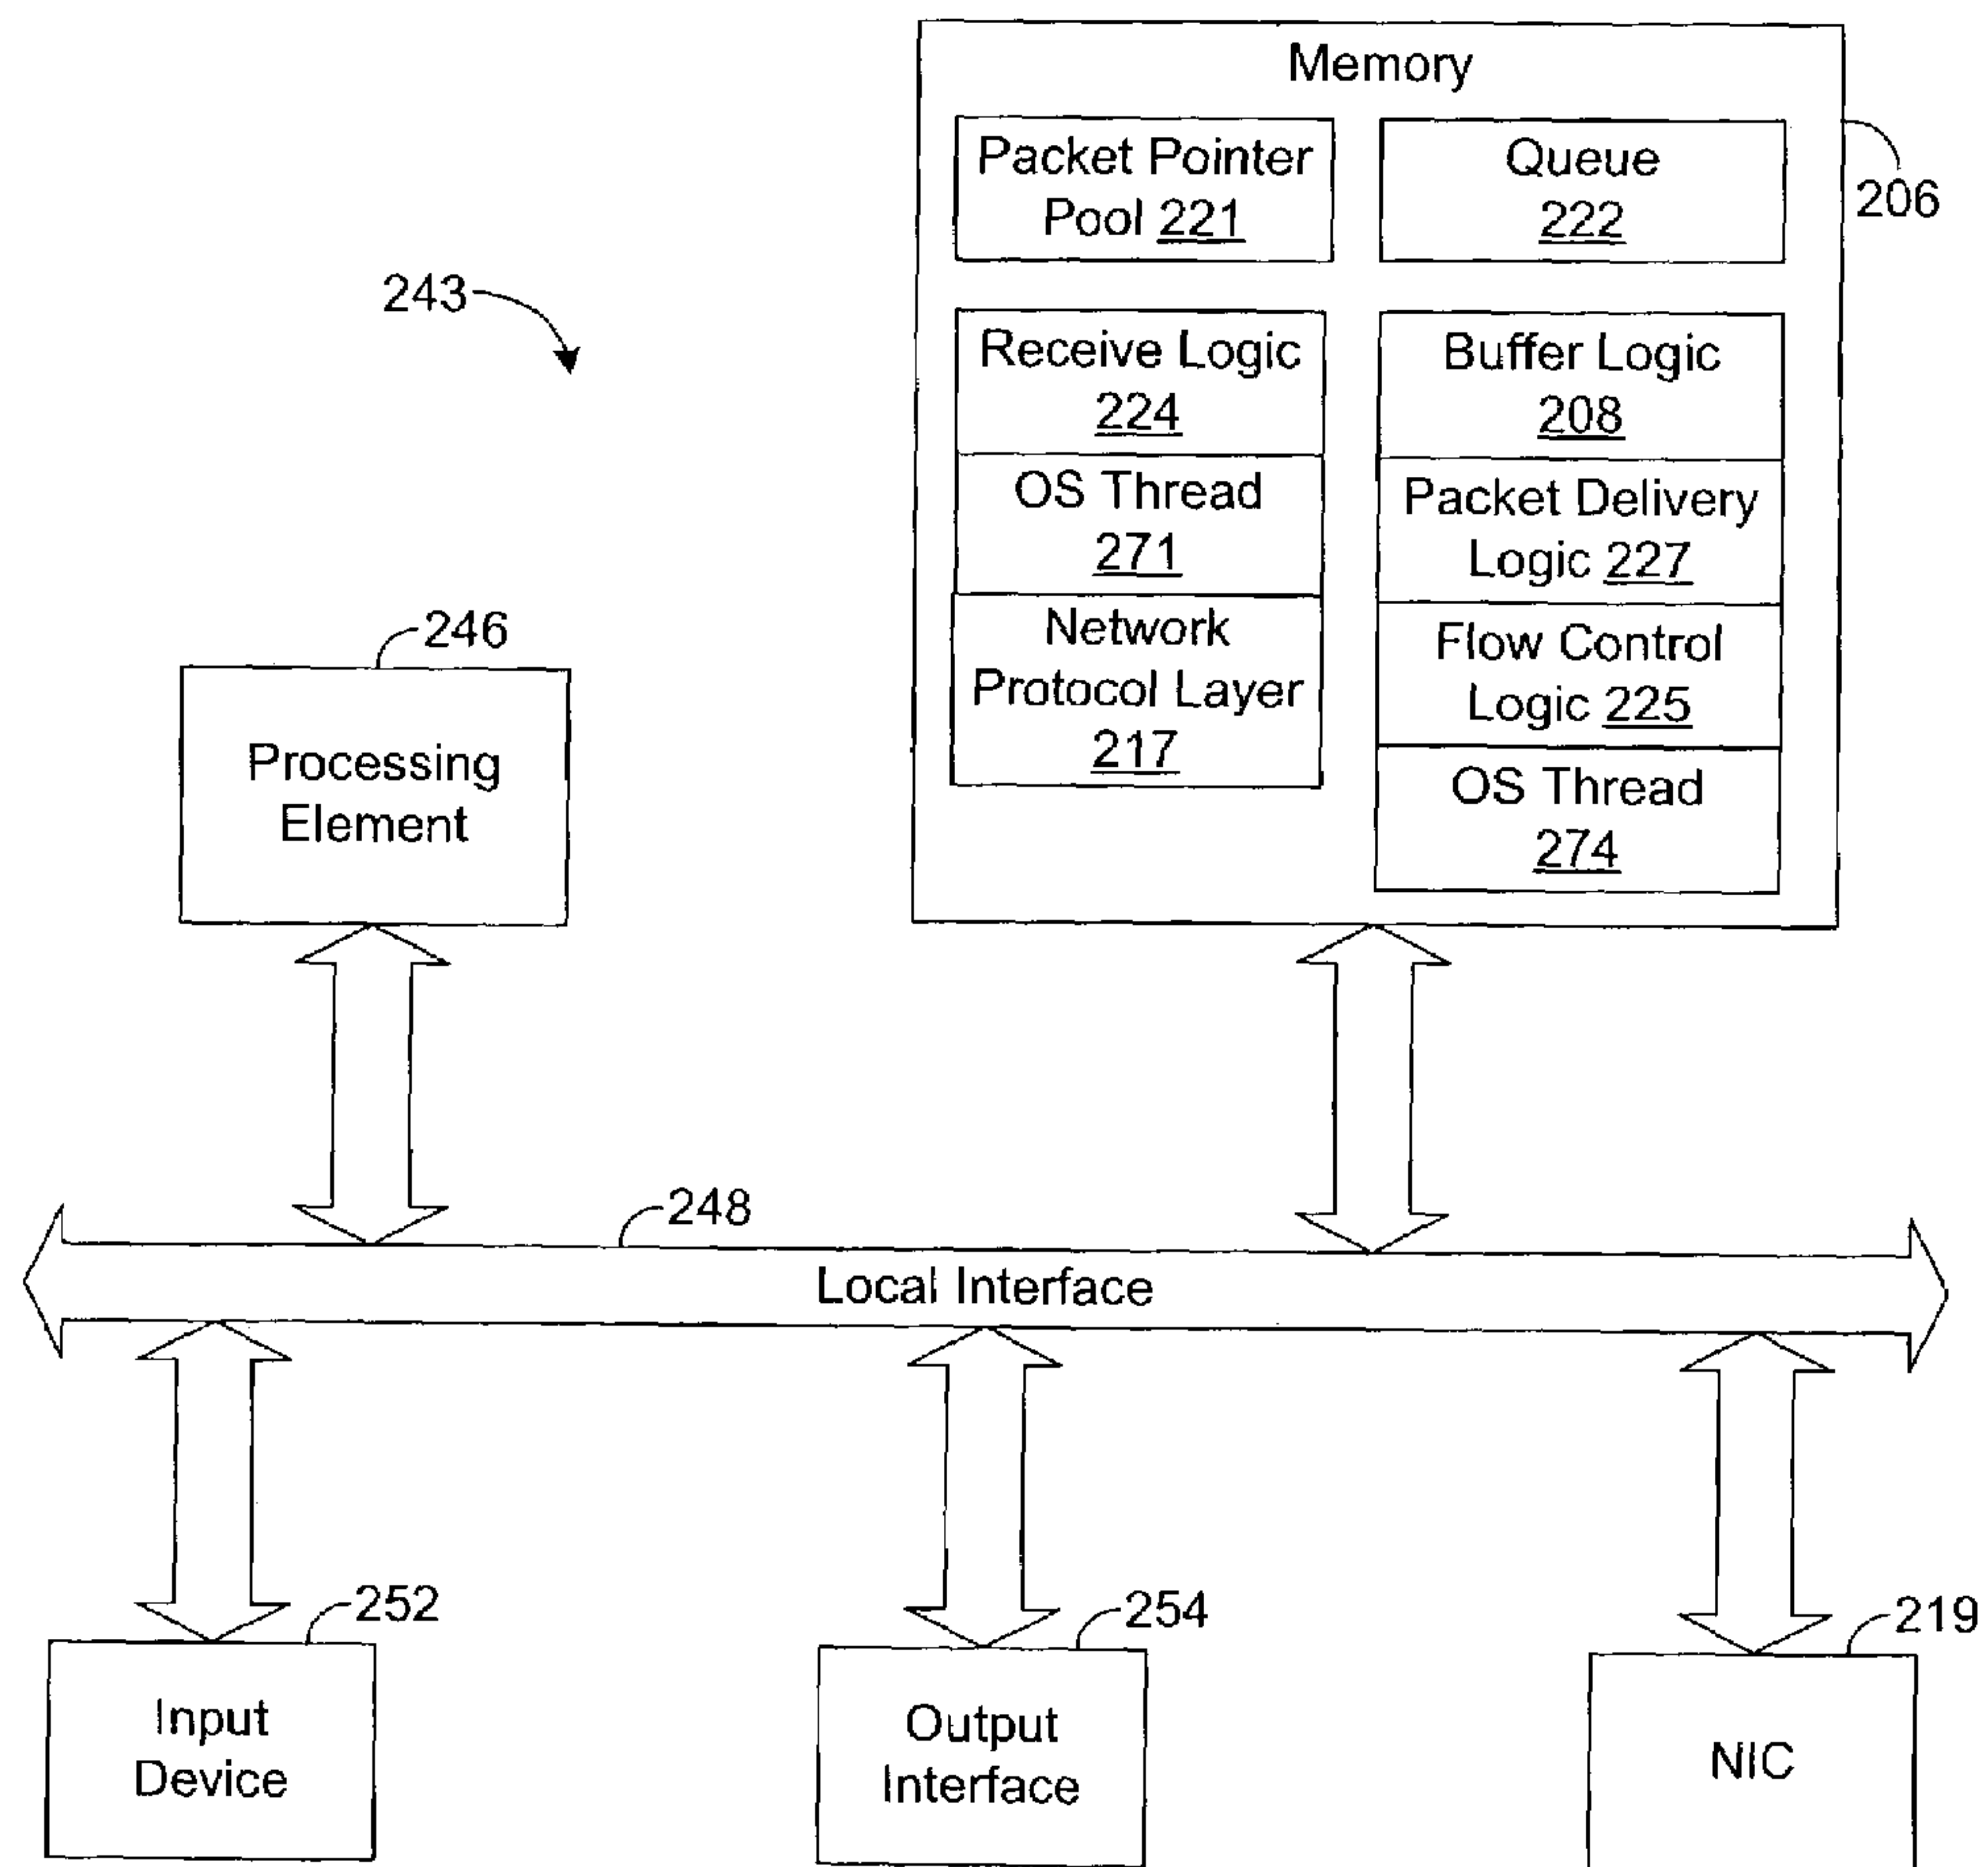 Memory
Packet Pointer
Pool 221
Queue
222
206
243
Receive Logic
224
OS Thread
271
Network
Protocol Layer
217
Buffer Logic
208
Packet Delivery
Logic 227
Flow Control
Logic 225
OS Thread
274
246
Processing
Element
248
Local Interface
252
Input
Device
254
Output
Interface
219
NIC